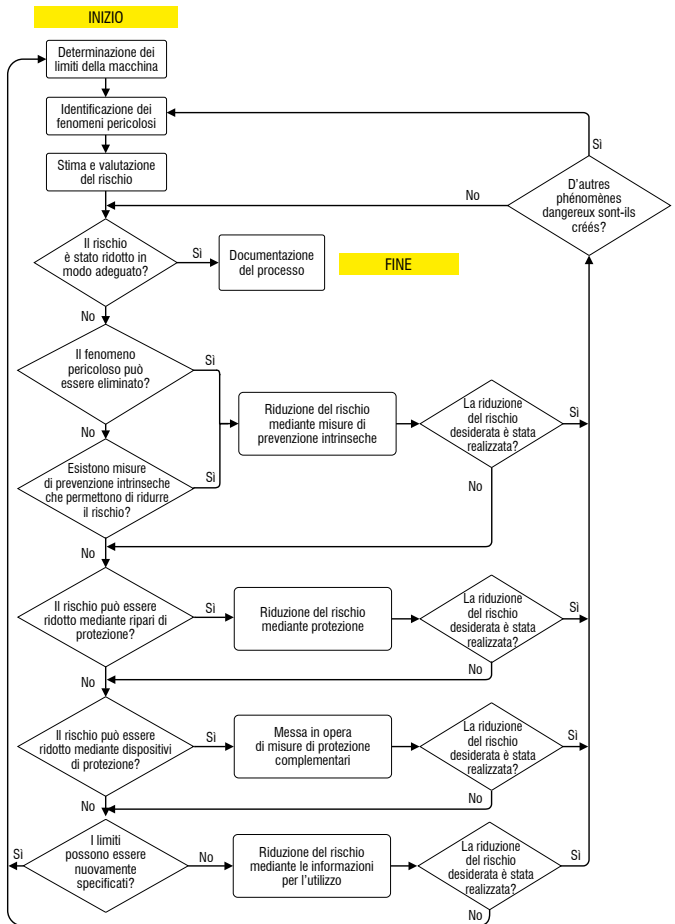 INIZIO
Determinazione dei
limiti della macchina
Identificazione dei
fenomeni pericolosi
Stima e valutazione
del rischio
Sì
D'autres
phénomènes
dangereux sont-ils
créés?
No
Il rischio
è stato ridotto in
modo adeguato?
Sì
Documentazione
del processo
FINE
No
Il fenomeno
pericoloso può
essere eliminato?
Sì
Riduzione del rischio
mediante misure di
prevenzione intrinseche
La riduzione
del rischio
desiderata è stata
realizzata?
Sì
No
Esistono misure
di prevenzione intrinseche
che permettono di ridurre
il rischio?
Sì
No
No
Il rischio può essere
ridotto mediante ripari di
protezione?
Sì
Riduzione del rischio
mediante protezione
La riduzione
del rischio
desiderata è stata
realizzata?
Sì
No
No
Il rischio può essere
ridotto mediante dispositivi
di protezione?
Sì
Messa in opera
di misure di protezione
complementari
La riduzione
del rischio
desiderata è stata
realizzata?
Sì
No
No
Sì
I limiti
possono essere
nuovamente
specificati?
No
Riduzione del rischio
mediante le informazioni
per l'utilizzo
La riduzione
del rischio
desiderata è stata
realizzata?
Sì
No